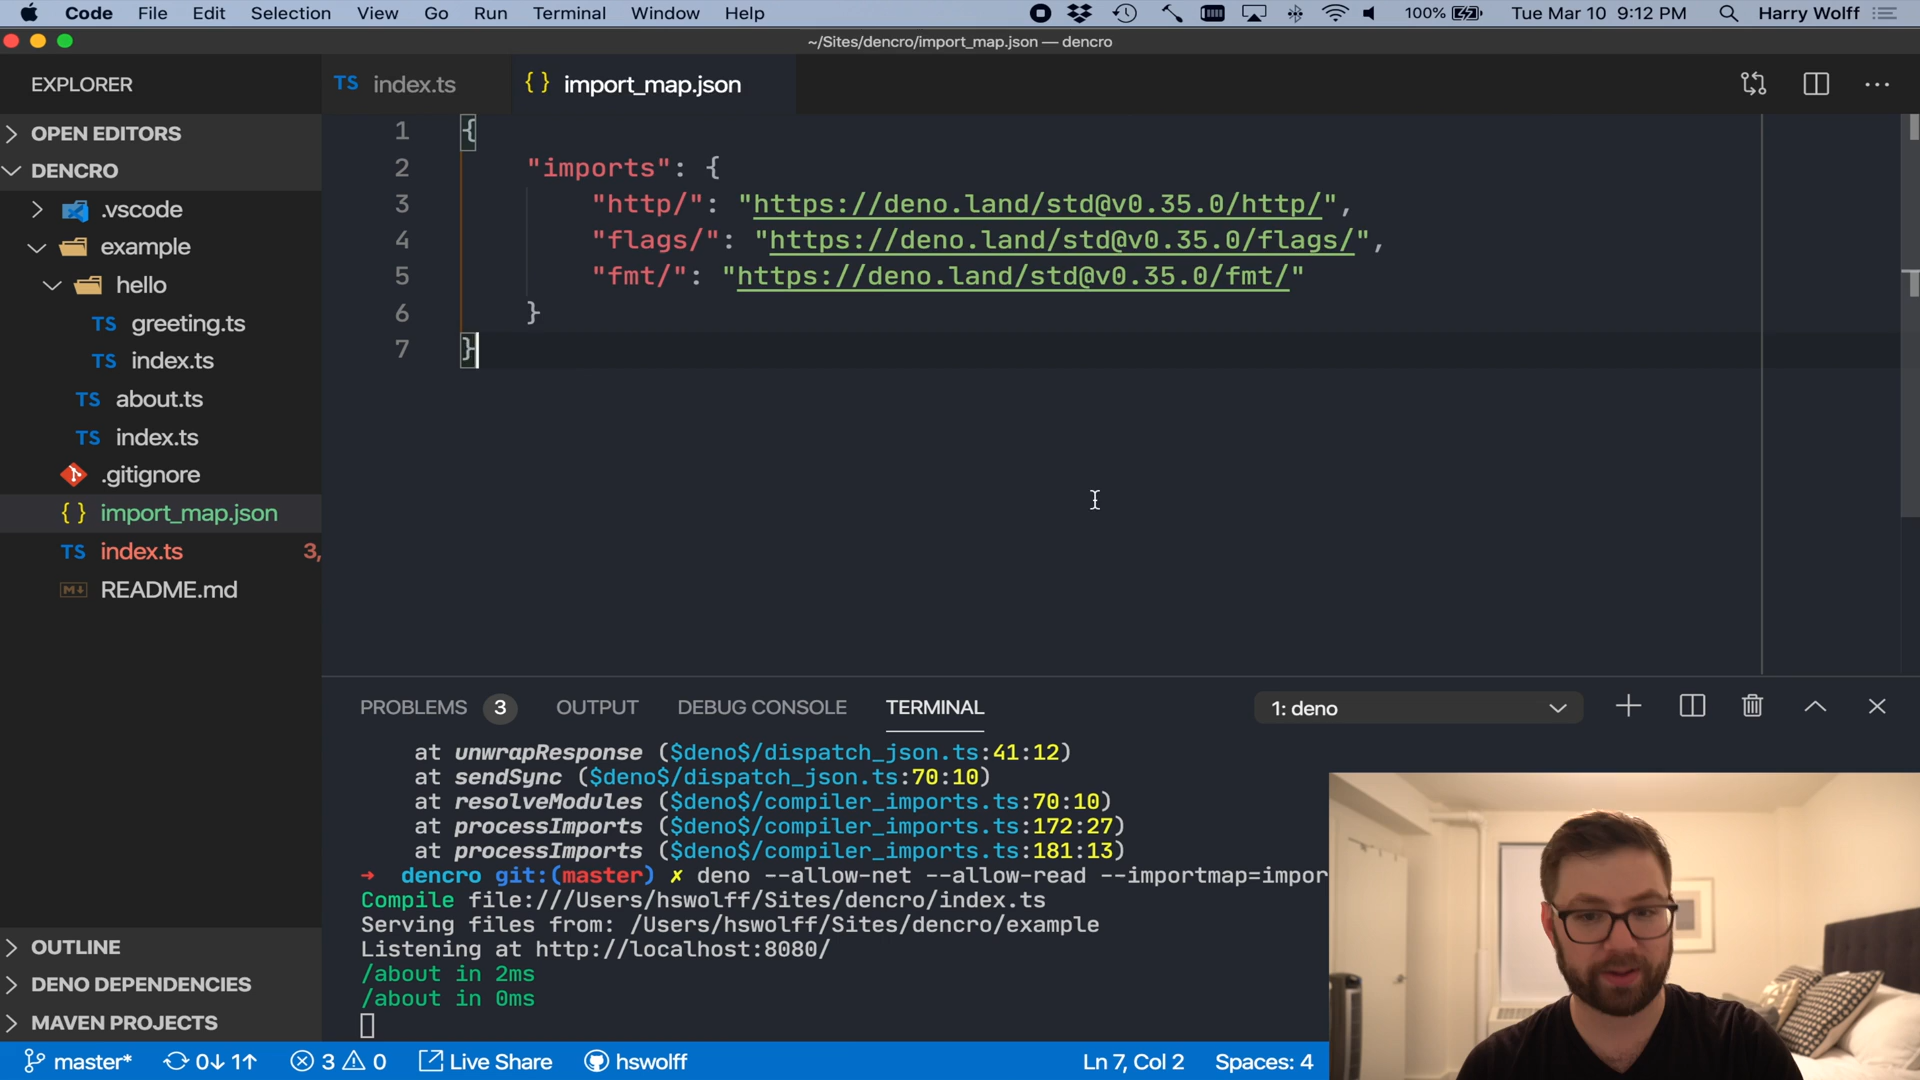 Code File Edit Selection View Go Run Terminal Window Help 100% Tue Mar 10 9:12 PM Harry Wolff
~/Sites/dencro/import_map.json — dencro
EXPLORER
OPEN EDITORS
DENCRO
.vscode
example
hello
TS greeting.ts
TS index.ts
TS about.ts
TS index.ts
.gitignore
{ } import_map.json
TS index.ts 3,
M↓ README.md
OUTLINE
DENO DEPENDENCIES
MAVEN PROJECTS
TS index.ts
{ } import_map.json
1 {
2 "imports": {
3 "http/": "https://deno.land/std@v0.35.0/http/",
4 "flags/": "https://deno.land/std@v0.35.0/flags/",
5 "fmt/": "https://deno.land/std@v0.35.0/fmt/"
6 }
7 }
PROBLEMS 3 OUTPUT DEBUG CONSOLE TERMINAL 1: deno
at unwrapResponse ($deno$/dispatch_json.ts:41:12)
at sendSync ($deno$/dispatch_json.ts:70:10)
at resolveModules ($deno$/compiler_imports.ts:70:10)
at processImports ($deno$/compiler_imports.ts:172:27)
at processImports ($deno$/compiler_imports.ts:181:13)
→ dencro git:(master) ✗ deno --allow-net --allow-read --importmap=impor
Compile file:///Users/hswolff/Sites/dencro/index.ts
Serving files from: /Users/hswolff/Sites/dencro/example
Listening at http://localhost:8080/
/about in 2ms
/about in 0ms
master* 0↓ 1↑ 3 0 Live Share hswolff Ln 7, Col 2 Spaces: 4